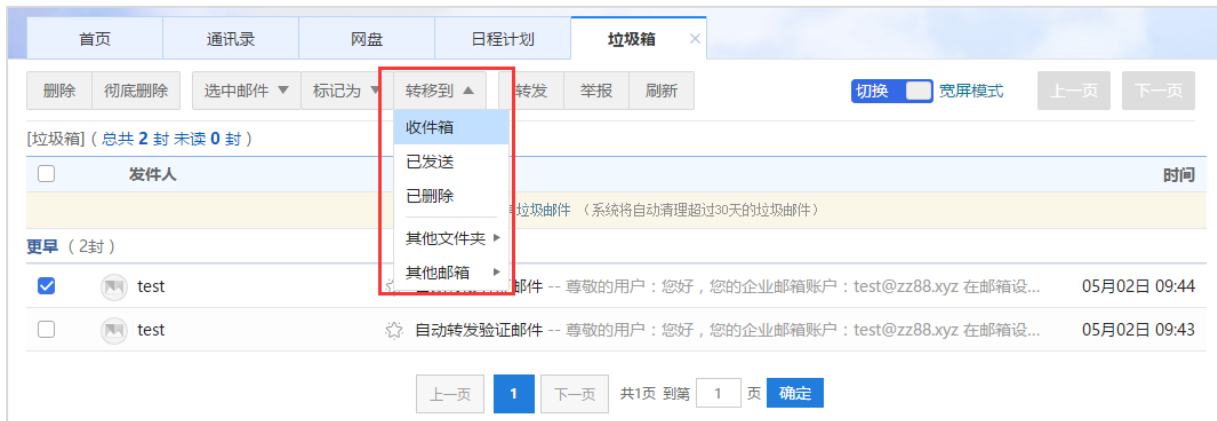 首页 通讯录 网盘 日程计划 垃圾箱 ×
删除 彻底删除 选中邮件 ▼ 标记为 ▼ 转移到 ▲ 转发 举报 刷新 切换 宽屏模式 上一页 下一页
收件箱
[垃圾箱] ( 总共 2 封 未读 0 封 )
已发送
发件人 时间
已删除
垃圾邮件 (系统将自动清理超过30天的垃圾邮件)
其他文件夹
更早 ( 2封 )
其他邮箱
test 邮件 -- 尊敬的用户：您好，您的企业邮箱账户：test@zz88.xyz 在邮箱设... 05月02日 09:44
test 自动转发验证邮件 -- 尊敬的用户：您好，您的企业邮箱账户：test@zz88.xyz 在邮箱设... 05月02日 09:43
上一页 1 下一页 共1页 到第 1 页 确定